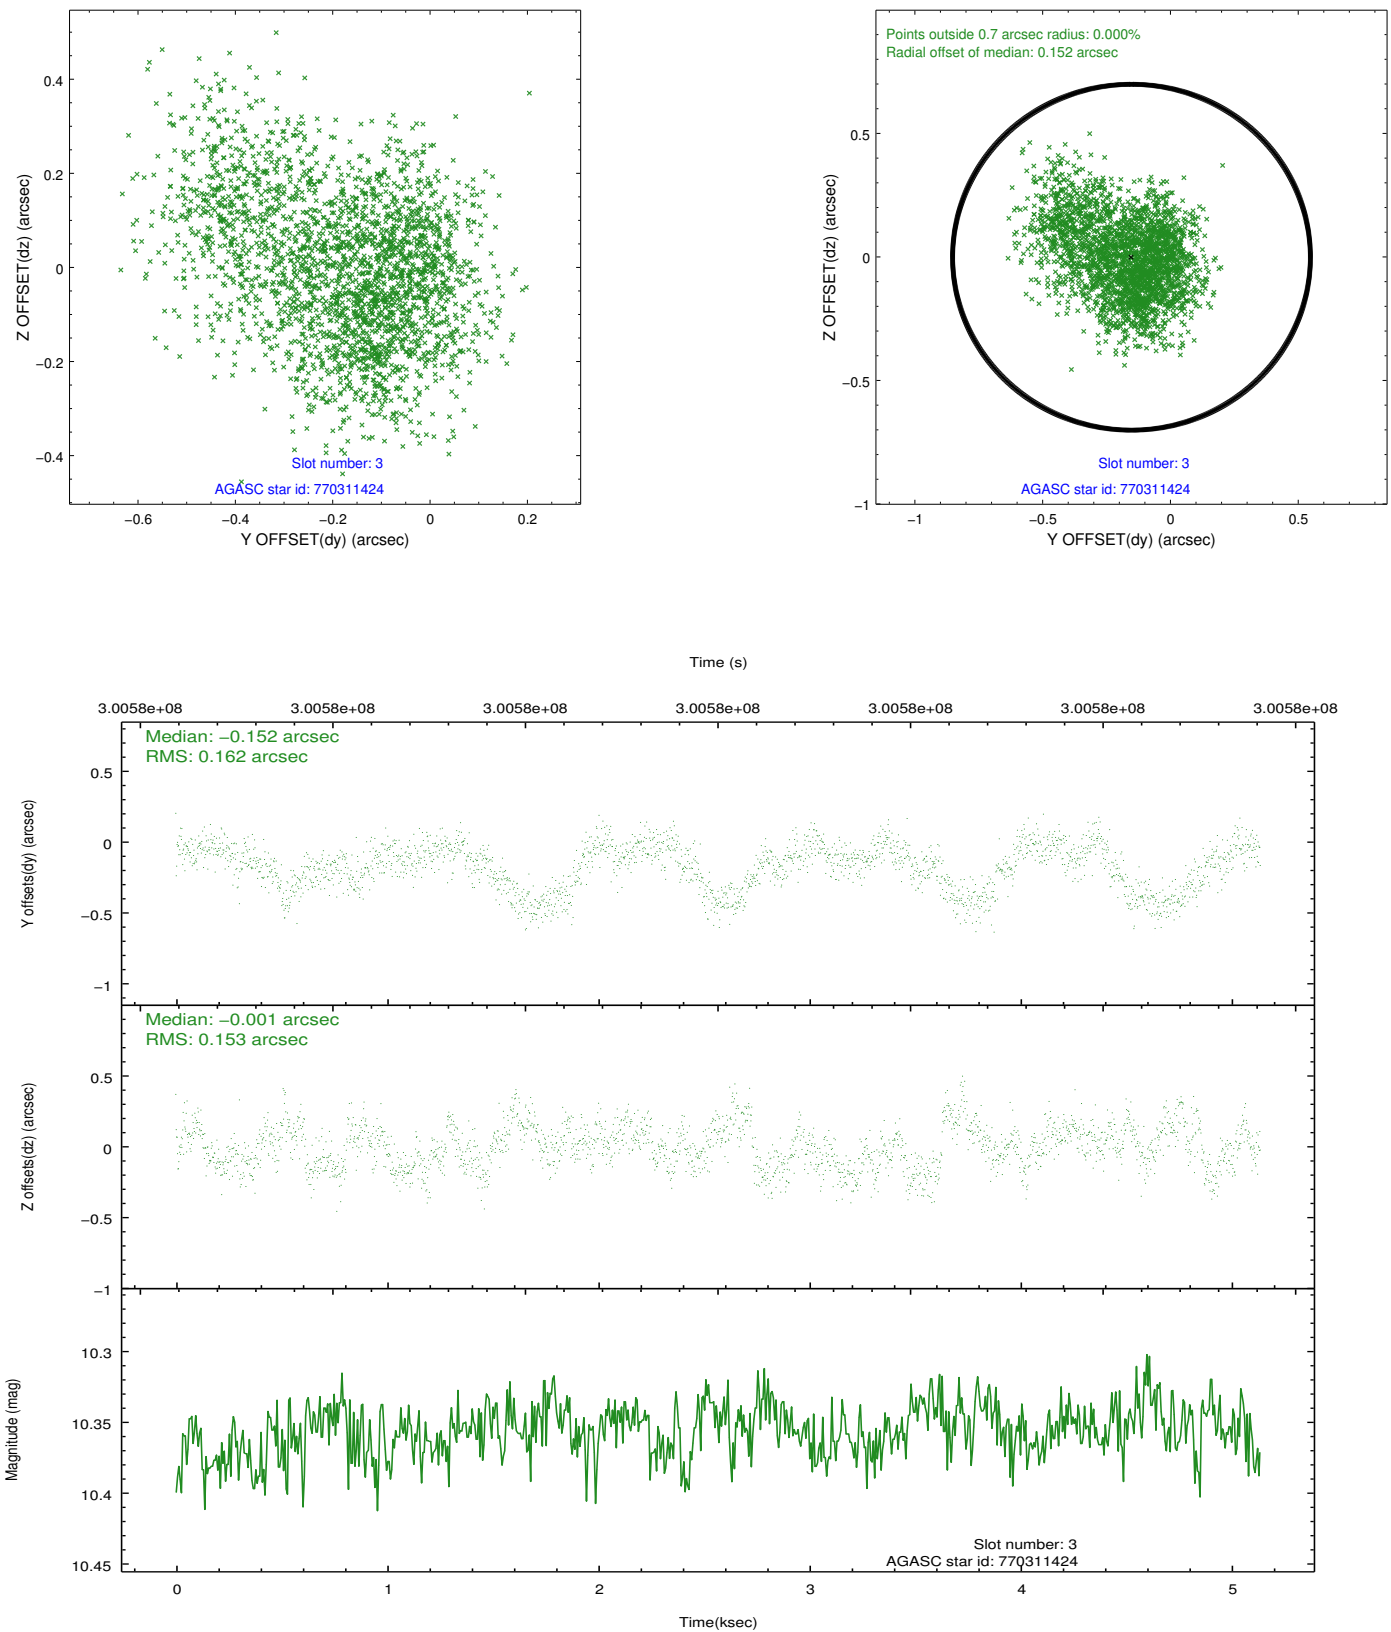 0.4
0.2
0
−0.2
−0.4
Z OFFSET(dz) (arcsec)
Slot number: 3
AGASC star id: 770311424
−0.6 −0.4 −0.2 0 0.2
Y OFFSET(dy) (arcsec)
Points outside 0.7 arcsec radius: 0.000%
Radial offset of median: 0.152 arcsec
0.5
0
−0.5
−1
Z OFFSET(dz) (arcsec)
Slot number: 3
AGASC star id: 770311424
−1 −0.5 0 0.5
Y OFFSET(dy) (arcsec)
Time (s)
3.0058e+08 3.0058e+08 3.0058e+08 3.0058e+08 3.0058e+08 3.0058e+08 3.0058e+08
Median: −0.152 arcsec
RMS: 0.162 arcsec
0.5
0
−0.5
−1
Y offsets(dy) (arcsec)
Median: −0.001 arcsec
RMS: 0.153 arcsec
0.5
0
−0.5
−1
Z offsets(dz) (arcsec)
10.3
10.35
10.4
10.45
Magnitude (mag)
Slot number: 3
AGASC star id: 770311424
0 1 2 3 4 5
Time(ksec)